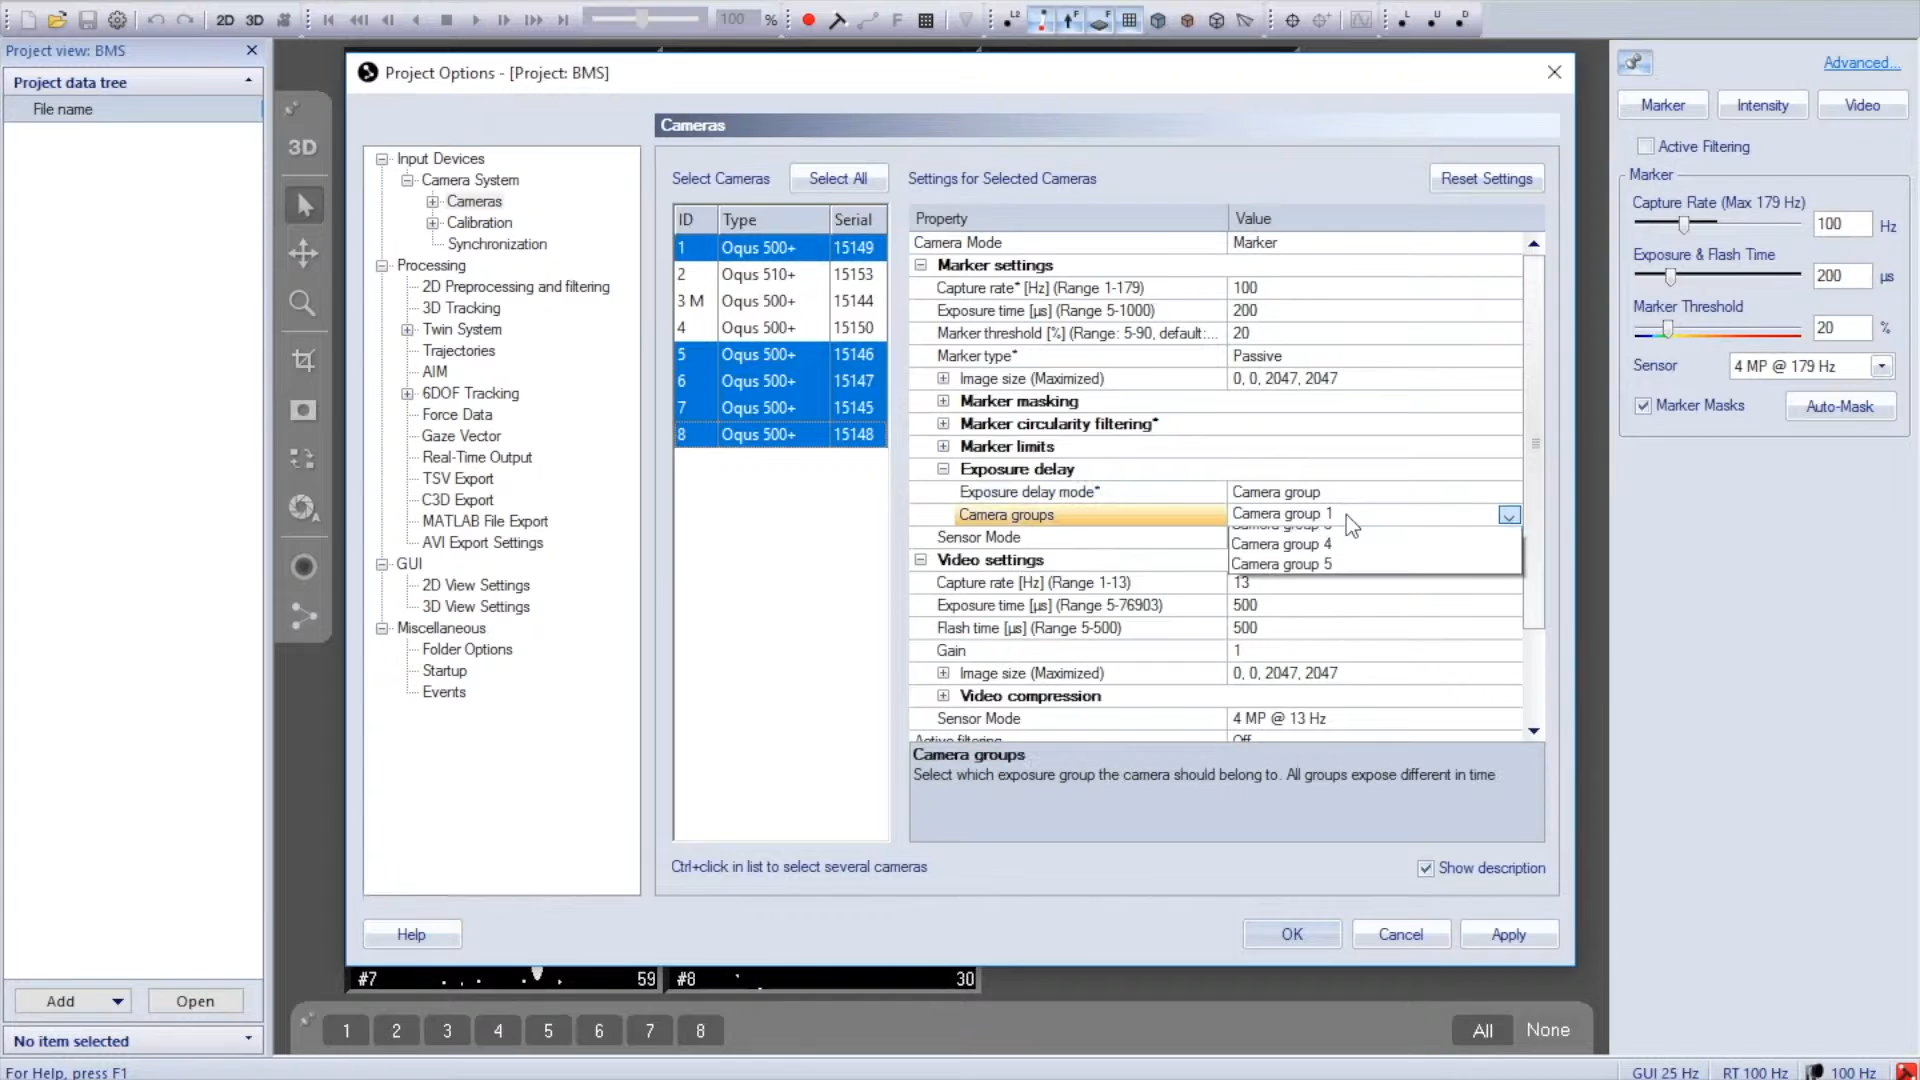 2D 3D 100 %
L2 F F L U D
Project view: BMS
Project data tree
File name
Add
Open
No item selected
For Help, press F1
3D
Project Options - [Project: BMS]
Input Devices
Camera System
Cameras
Calibration
Synchronization
Processing
2D Preprocessing and filtering
3D Tracking
Twin System
Trajectories
AIM
6DOF Tracking
Force Data
Gaze Vector
Real-Time Output
TSV Export
C3D Export
MATLAB File Export
AVI Export Settings
GUI
2D View Settings
3D View Settings
Miscellaneous
Folder Options
Startup
Events
Cameras
Select Cameras Select All
ID Type Serial
1 Oqus 500+ 15149
2 Oqus 510+ 15153
3 M Oqus 500+ 15144
4 Oqus 500+ 15150
5 Oqus 500+ 15146
6 Oqus 500+ 15147
7 Oqus 500+ 15145
8 Oqus 500+ 15148
Ctrl+click in list to select several cameras
Settings for Selected Cameras Reset Settings
Property Value
Camera Mode Marker
Marker settings
Capture rate* [Hz] (Range 1-179) 100
Exposure time [µs] (Range 5-1000) 200
Marker threshold [%] (Range: 5-90, default:... 20
Marker type* Passive
Image size (Maximized) 0, 0, 2047, 2047
Marker masking
Marker circularity filtering*
Marker limits
Exposure delay
Exposure delay mode* Camera group
Camera groups Camera group 1
Sensor Mode
Camera group 4
Camera group 5
Video settings
Capture rate [Hz] (Range 1-13) 13
Exposure time [µs] (Range 5-76903) 500
Flash time [µs] (Range 5-500) 500
Gain 1
Image size (Maximized) 0, 0, 2047, 2047
Video compression
Sensor Mode 4 MP @ 13 Hz
Active filtering Off
Camera groups
Select which exposure group the camera should belong to. All groups expose different in time
Show description
Help OK Cancel Apply
#7 59 #8 30
1 2 3 4 5 6 7 8 All None
Advanced...
Marker Intensity Video
Active Filtering
Marker
Capture Rate (Max 179 Hz)
100 Hz
Exposure & Flash Time
200 µs
Marker Threshold
20 %
Sensor 4 MP @ 179 Hz
Marker Masks Auto-Mask
GUI 25 Hz RT 100 Hz 100 Hz